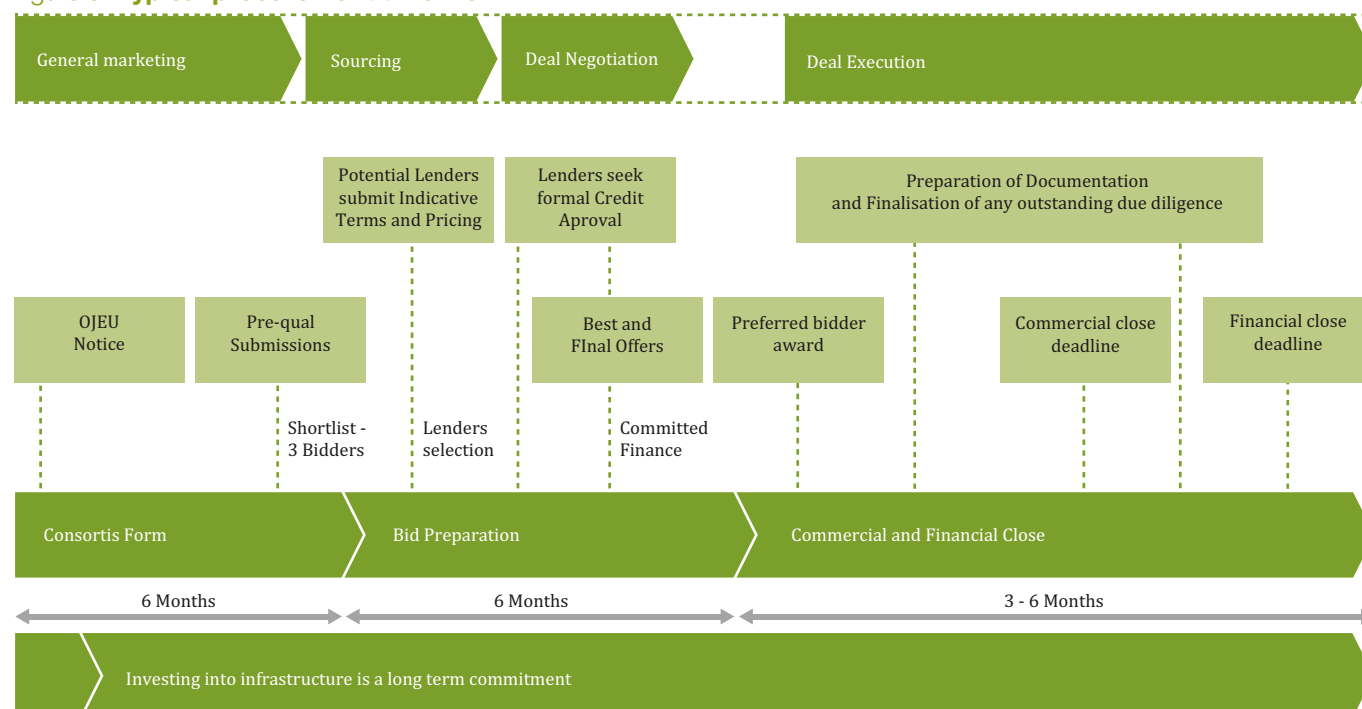 General marketing
Sourcing
Deal Negotiation
Deal Execution
Potential Lenders
submit Indicative
Terms and Pricing
Lenders seek
formal Credit
Aproval
Preparation of Documentation
and Finalisation of any outstanding due diligence
OJEU
Notice
Pre-qual
Submissions
Best and
FInal Offers
Preferred bidder
award
Commercial close
deadline
Financial close
deadline
Shortlist -
3 Bidders
Lenders
selection
Committed
Finance
Consortis Form
Bid Preparation
Commercial and Financial Close
6 Months
6 Months
3 - 6 Months
Investing into infrastructure is a long term commitment